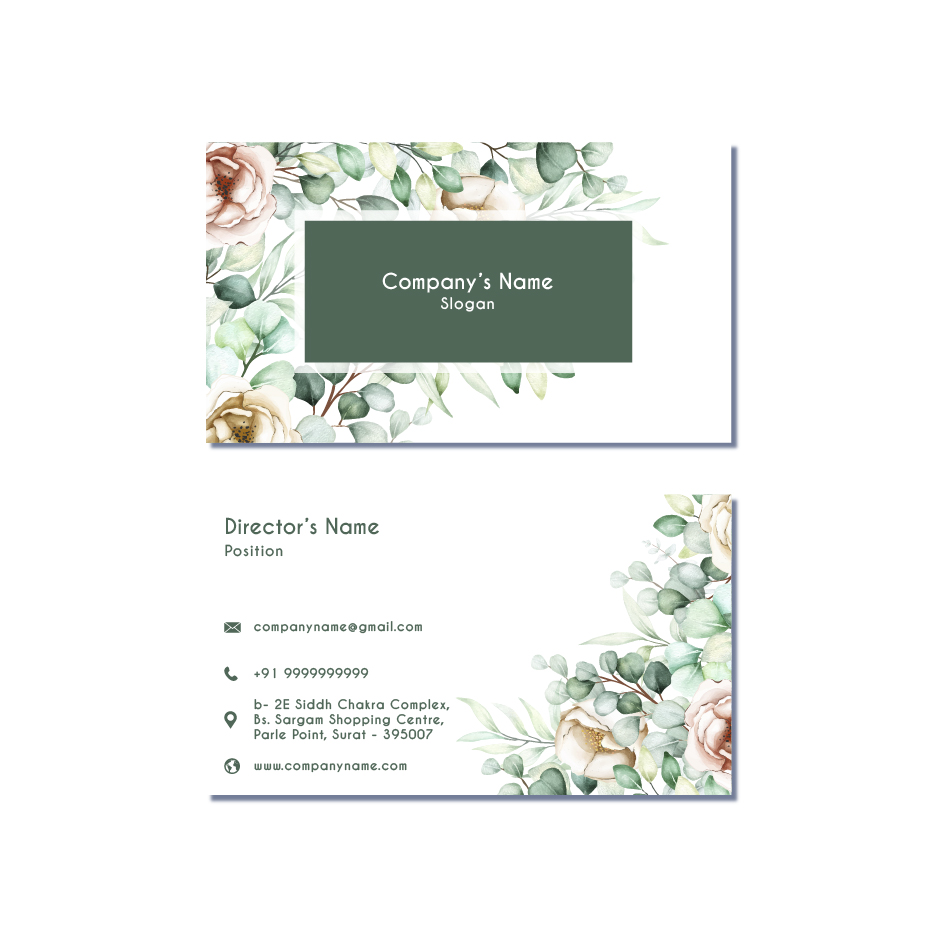 Company’s Name
Slogan
Director’s Name
Position
companyname@gmail.com
+91 9999999999
b- 2E Siddh Chakra Complex,
Bs. Sargam Shopping Centre,
Parle Point, Surat - 395007
www.companyname.com